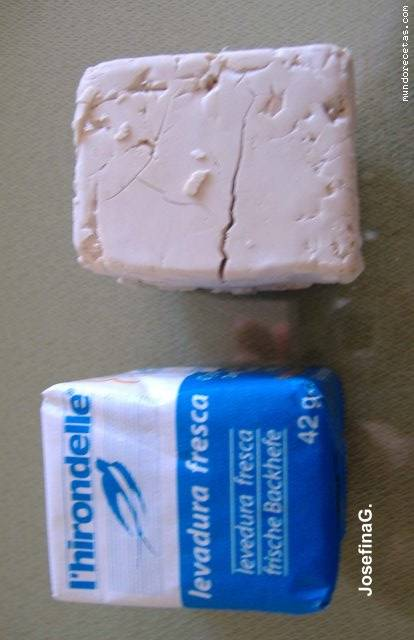 mundorecetas.com
l'hirondelle®
levadura fresca
levedura fresca
frische Backhefe
42 g
JosefinaG.